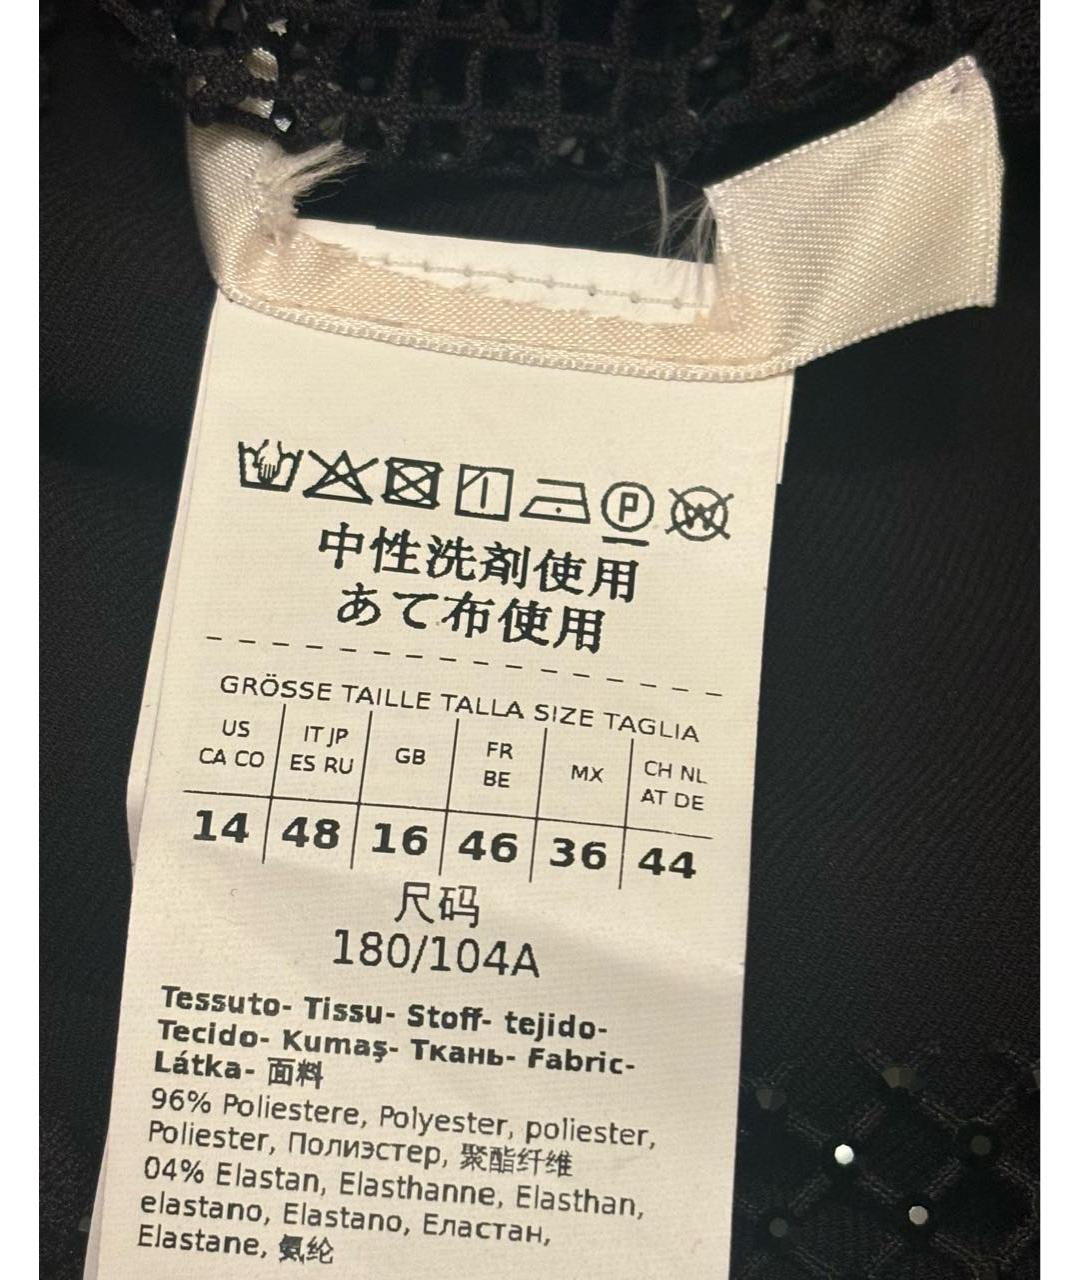 中性洗剤使用
あて布使用
GRÖSSE TAILLE TALLA SIZE TAGLIA
US CA CO IT JP ES RU GB FR BE MX CH NL AT DE
14 48 16 46 36 44
尺码
180/104A
Tessuto- Tissu- Stoff- tejido-
Tecido- Kumaş- Ткань- Fabric-
Látka- 面料
96% Poliestere, Polyester, poliester,
Poliester, Полиэстер, 聚酯纤维
04% Elastan, Elasthanne, Elasthan,
elastano, Elastano, Еластан,
Elastane, 氨纶